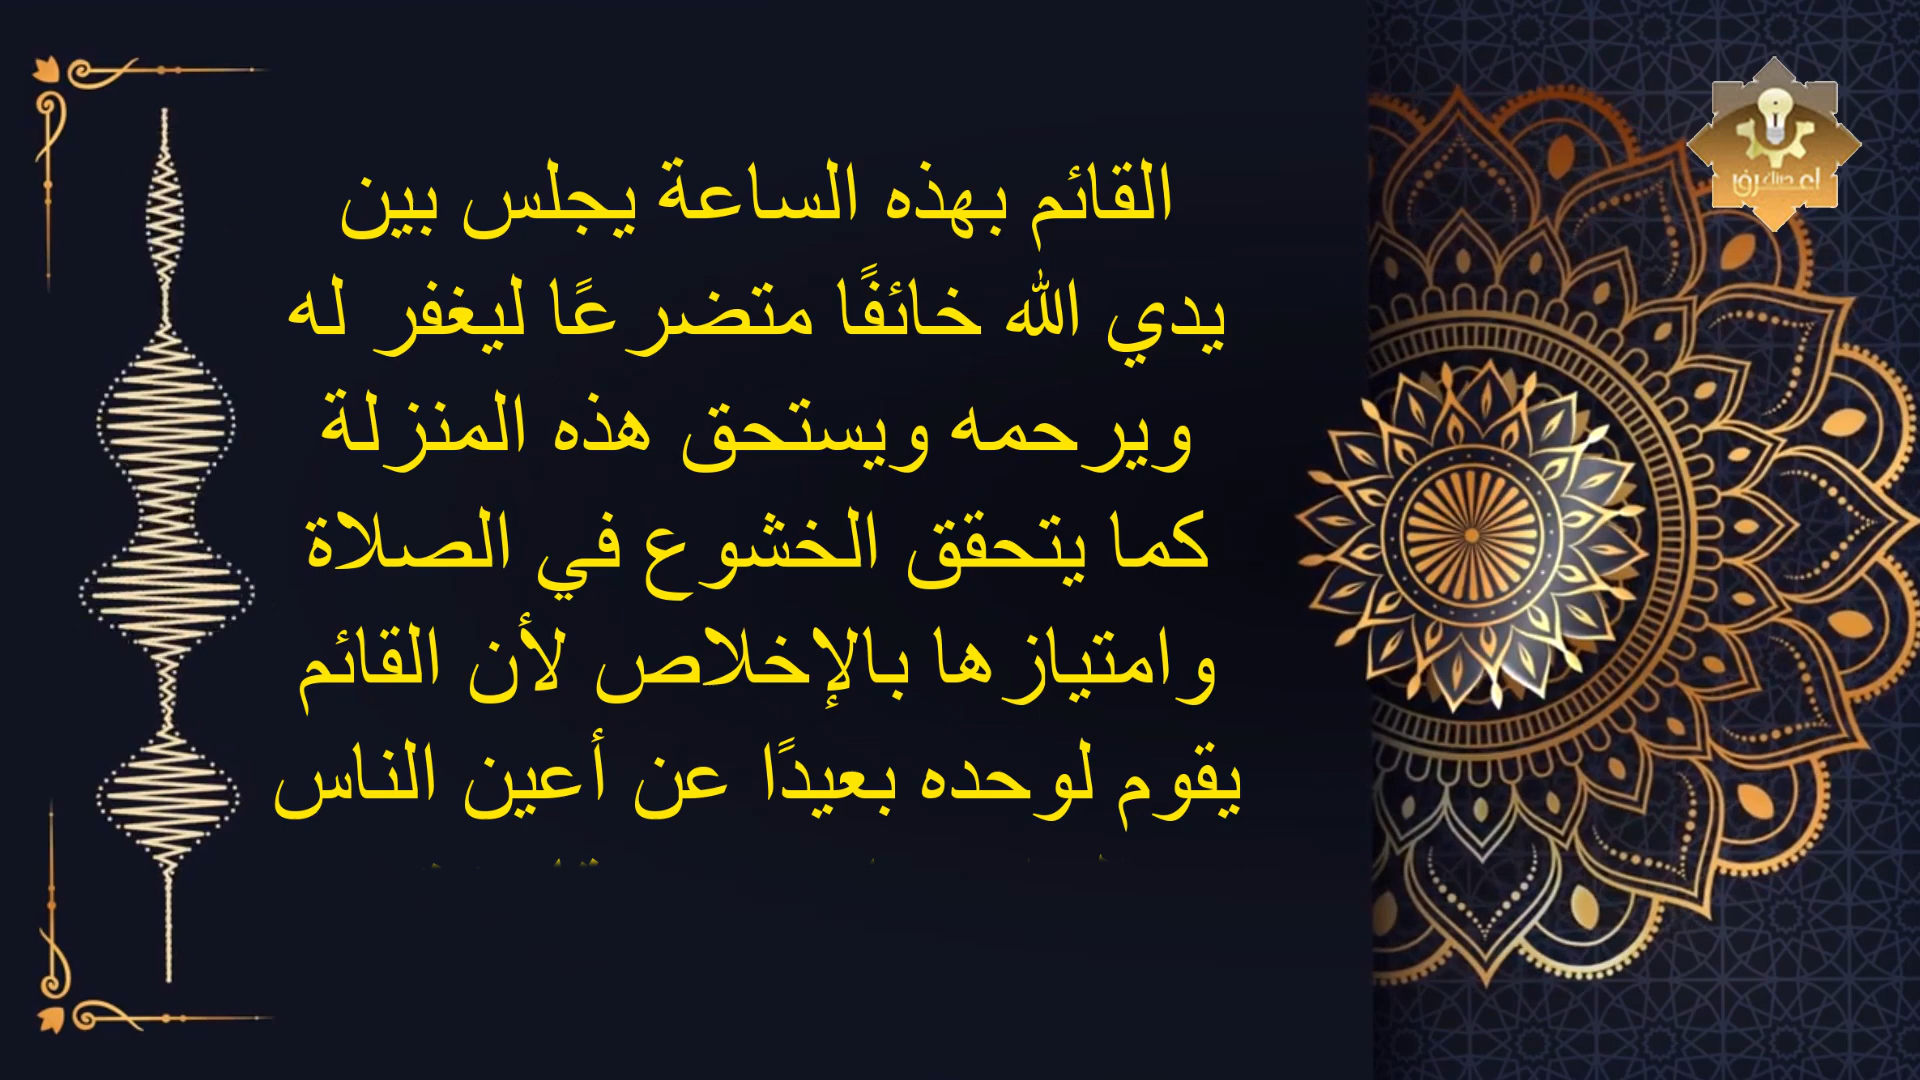 القائم بهذه الساعة يجلس بين
يدي الله خائفًا متضرعًا ليغفر له
ويرحمه ويستحق هذه المنزلة
كما يتحقق الخشوع في الصلاة
وامتيازها بالإخلاص لأن القائم
يقوم لوحده بعيدًا عن أعين الناس